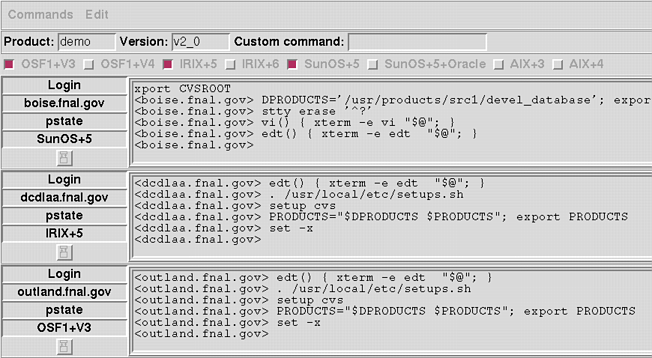 Commands Edit
Product: demo Version: v2_0 Custom command:
OSF1+V3 OSF1+V4 IRIX+5 IRIX+6 SunOS+5 SunOS+5+Oracle AIX+3 AIX+4
Login
boise.fnal.gov
pstate
SunOS+5
xport CVSROOT
<boise.fnal.gov> DPRODUCTS='/usr/products/src1/devel_database'; expor
<boise.fnal.gov> stty erase '^?'
<boise.fnal.gov> vi() { xterm -e vi "$@"; }
<boise.fnal.gov> edt() { xterm -e edt "$@"; }
<boise.fnal.gov>
Login
dcdlaa.fnal.gov
pstate
IRIX+5
<dcdlaa.fnal.gov> edt() { xterm -e edt "$@"; }
<dcdlaa.fnal.gov> . /usr/local/etc/setups.sh
<dcdlaa.fnal.gov> setup cvs
<dcdlaa.fnal.gov> PRODUCTS="$DPRODUCTS $PRODUCTS"; export PRODUCTS
<dcdlaa.fnal.gov> set -x
<dcdlaa.fnal.gov>
Login
outland.fnal.gov
pstate
OSF1+V3
<outland.fnal.gov> edt() { xterm -e edt "$@"; }
<outland.fnal.gov> . /usr/local/etc/setups.sh
<outland.fnal.gov> setup cvs
<outland.fnal.gov> PRODUCTS="$DPRODUCTS $PRODUCTS"; export PRODUCTS
<outland.fnal.gov> set -x
<outland.fnal.gov>